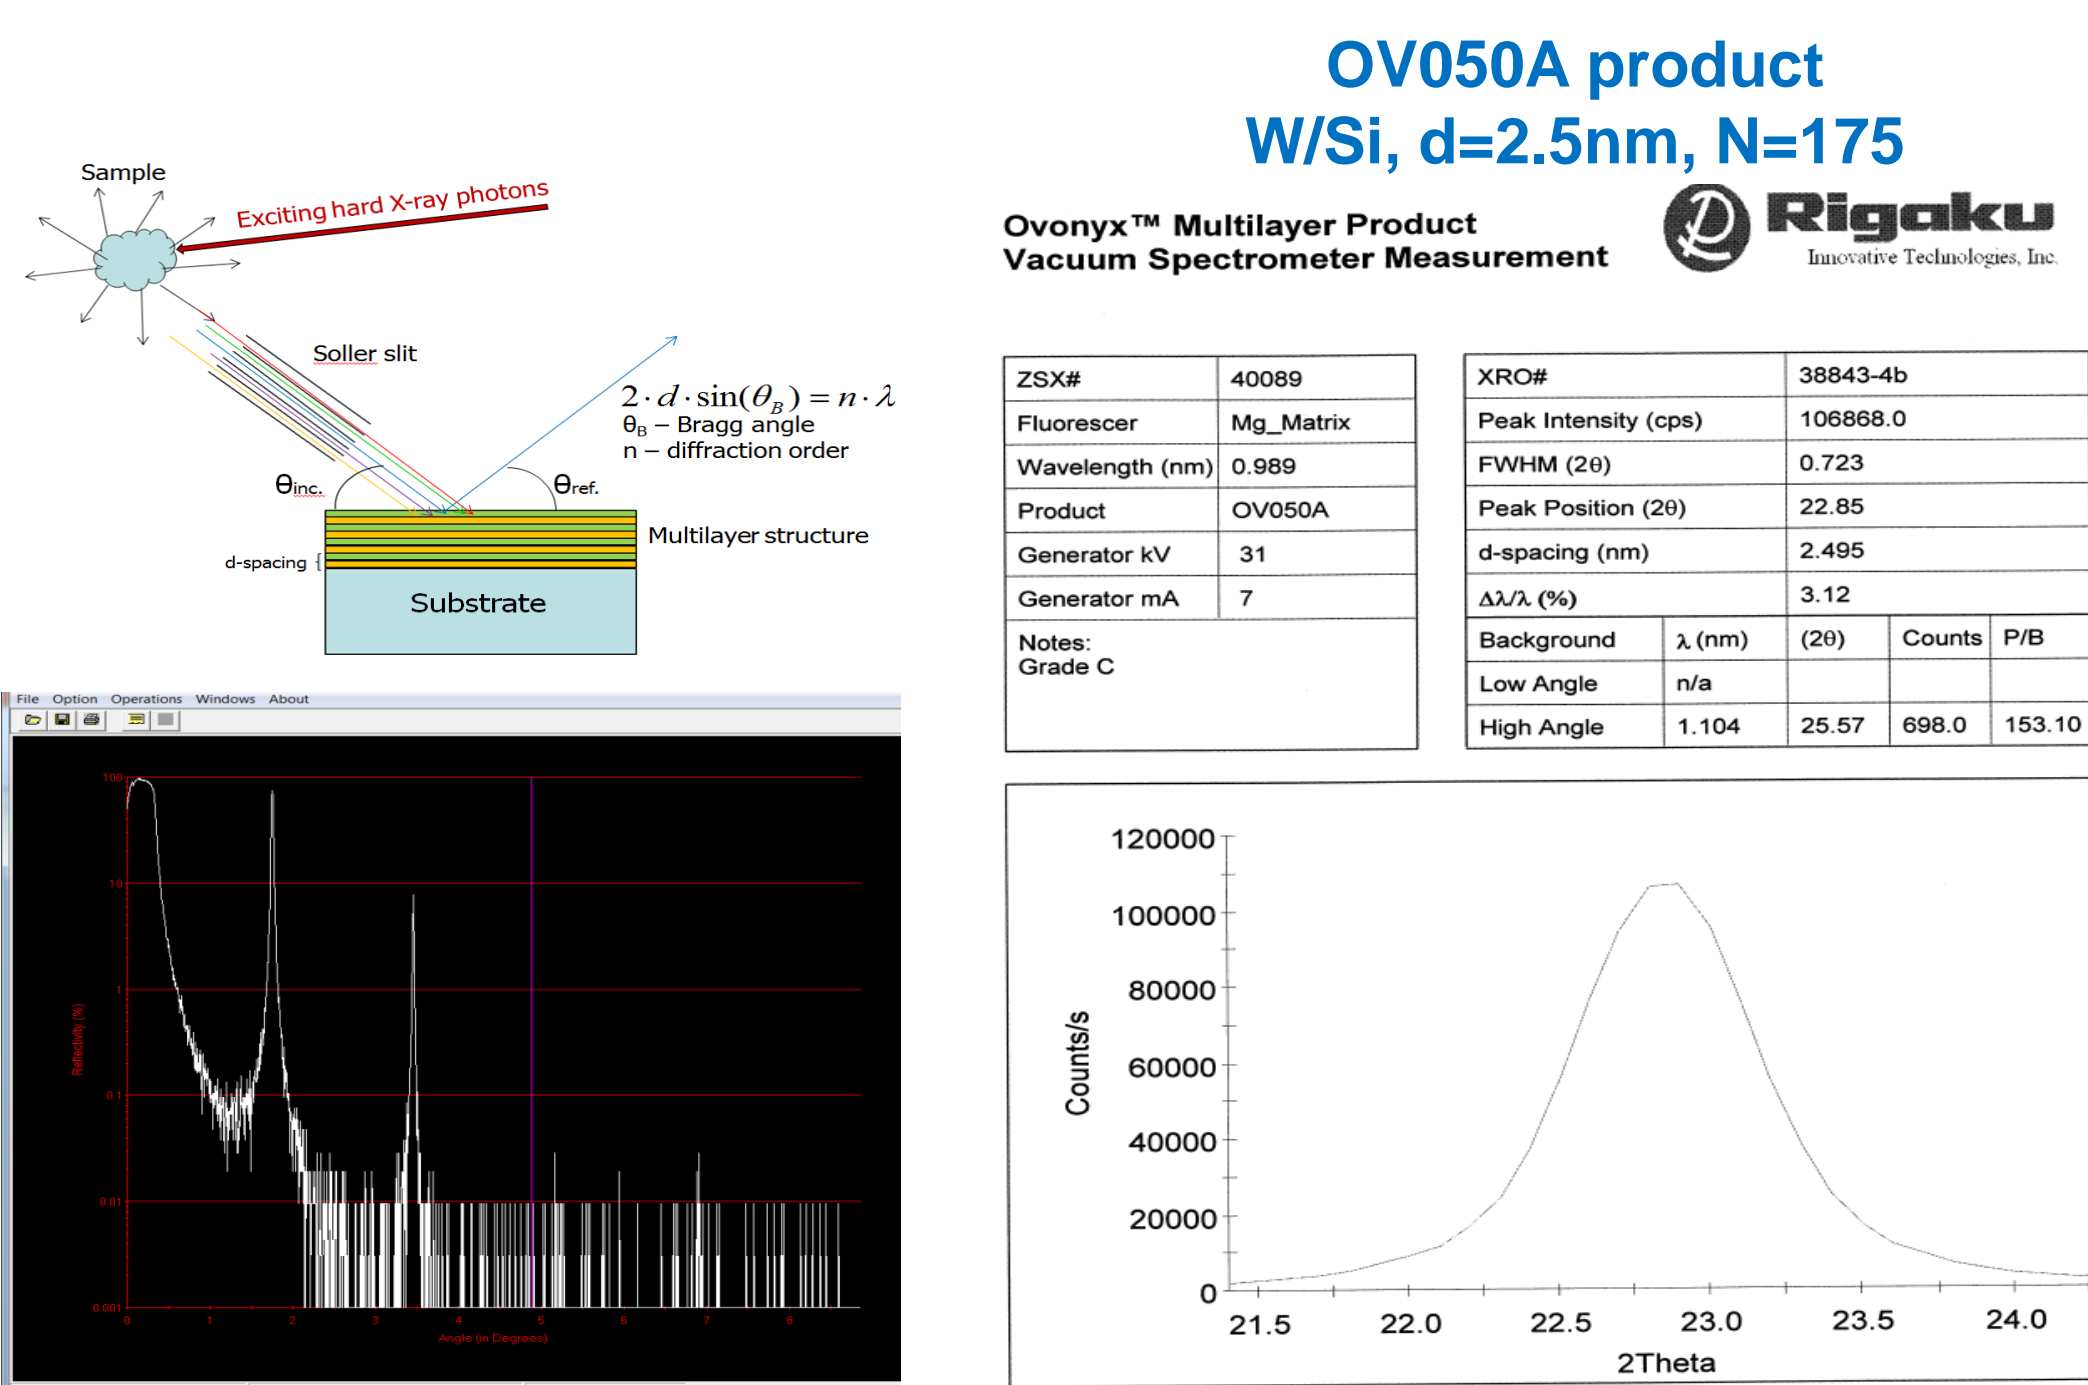 OV050A product
W/Si, d=2.5nm, N=175
Sample
Exciting hard X-ray photons
Soller slit
2·d·sin(θ_B) = n·λ
θ_B – Bragg angle
n – diffraction order
θinc.
θref.
Multilayer structure
d-spacing {
Substrate
File Option Operations Windows About
100
10
1
0.1
0.01
0.001
Reflectivity (%)
0 1 2 3 4 5 6 7 8
Angle (in Degrees)
Ovonyx™ Multilayer Product
Vacuum Spectrometer Measurement
Rigaku
Innovative Technologies, Inc.
ZSX# 40089
Fluorescer Mg_Matrix
Wavelength (nm) 0.989
Product OV050A
Generator kV 31
Generator mA 7
Notes:
Grade C
XRO# 38843-4b
Peak Intensity (cps) 106868.0
FWHM (2θ) 0.723
Peak Position (2θ) 22.85
d-spacing (nm) 2.495
Δλ/λ (%) 3.12
Background λ (nm) (2θ) Counts P/B
Low Angle n/a
High Angle 1.104 25.57 698.0 153.10
120000
100000
80000
60000
40000
20000
0
Counts/s
21.5 22.0 22.5 23.0 23.5 24.0
2Theta